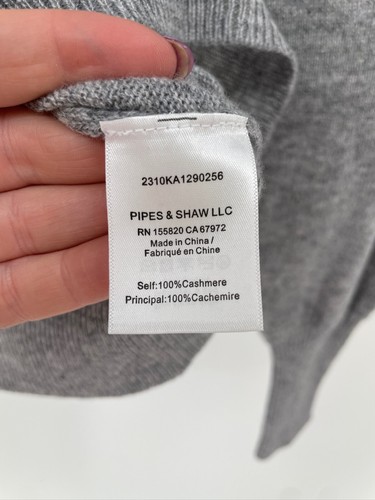 2310KA1290256
PIPES & SHAW LLC
RN 155820 CA 67972
Made in China /
Fabriqué en Chine
Self:100%Cashmere
Principal:100%Cachemire